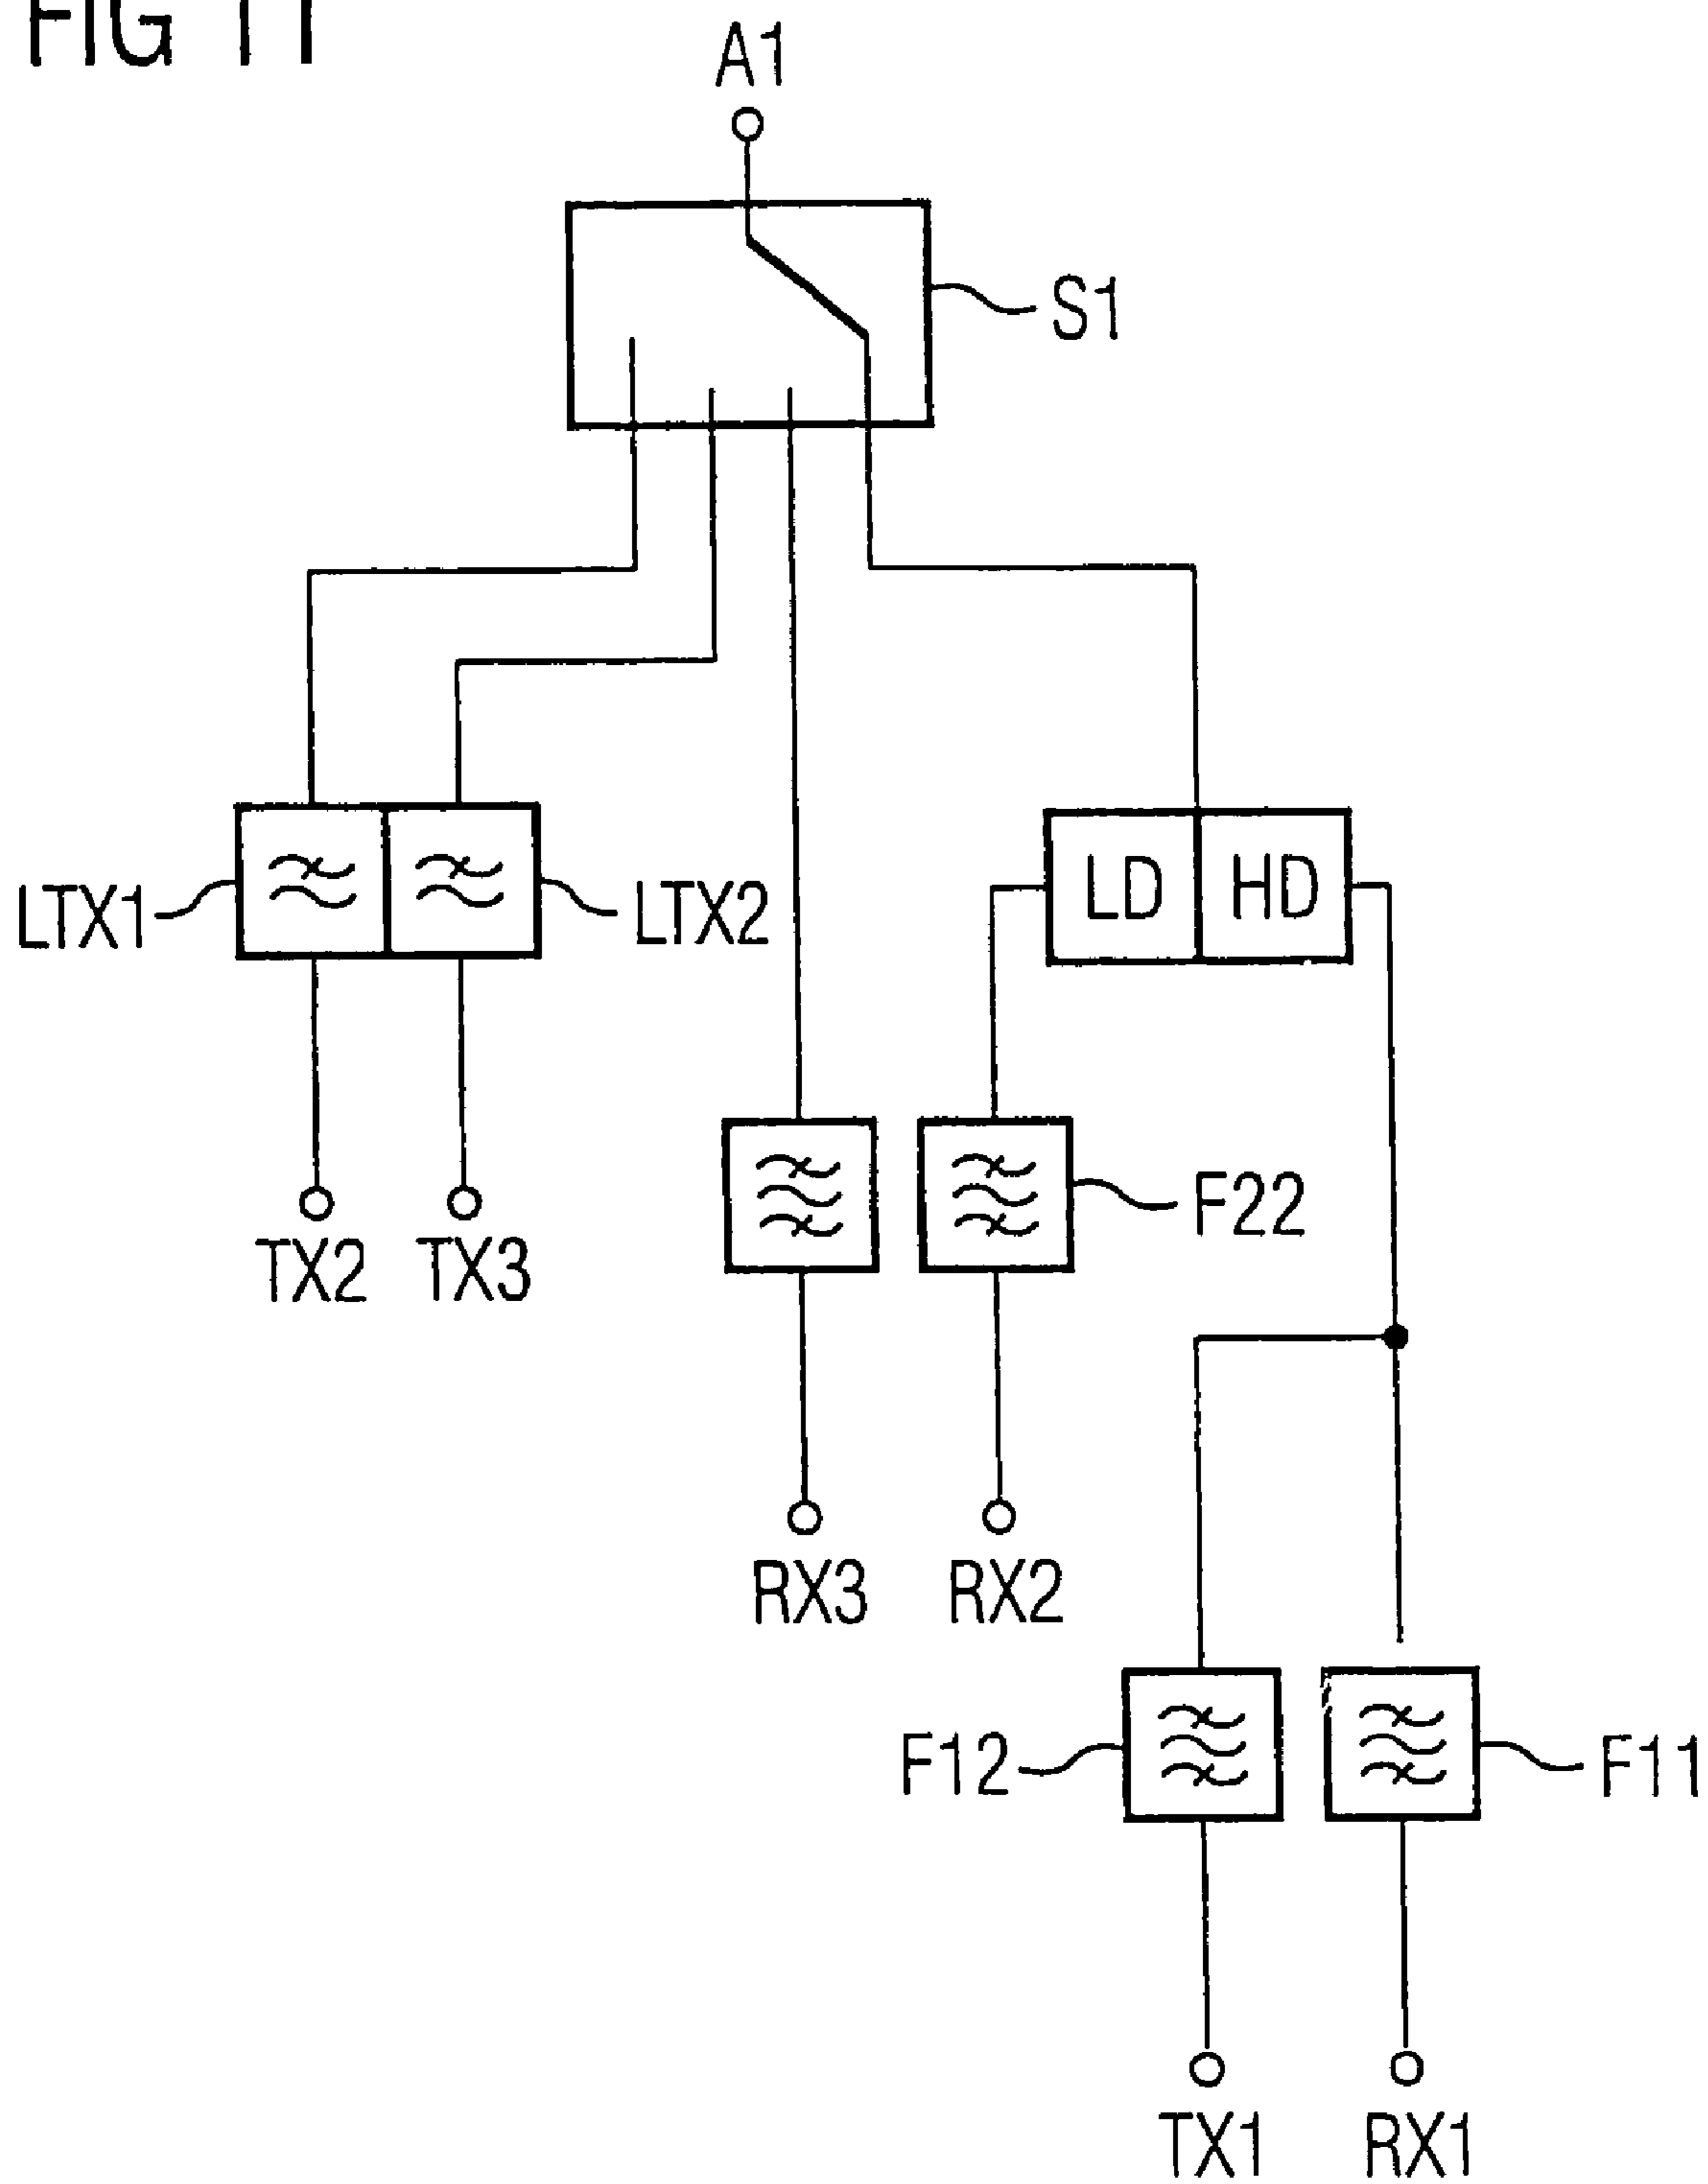 FIG 11
A1
S1
LTX1
LTX2
LD
HD
F22
TX2
TX3
RX3
RX2
F12
F11
TX1
RX1